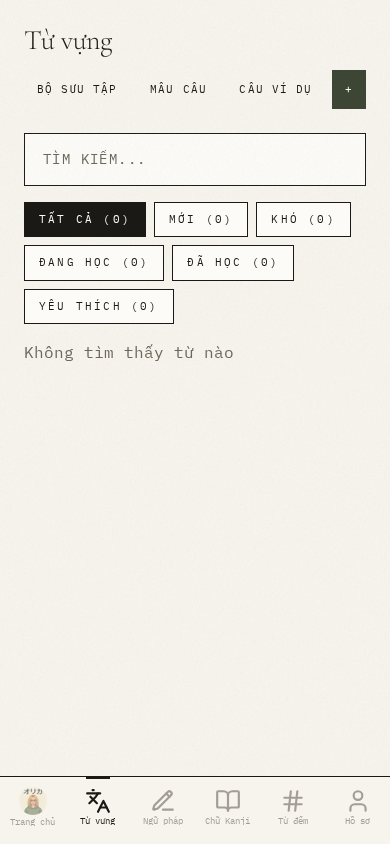 Từ vựng
BỘ SƯU TẬP MẪU CÂU CÂU VÍ DỤ +
TÌM KIẾM...
TẤT CẢ (0) MỚI (0) KHÓ (0)
ĐANG HỌC (0) ĐÃ HỌC (0)
YÊU THÍCH (0)
Không tìm thấy từ nào
オリカ
Trang chủ Từ vựng Ngữ pháp Chữ Kanji Từ đếm Hồ sơ